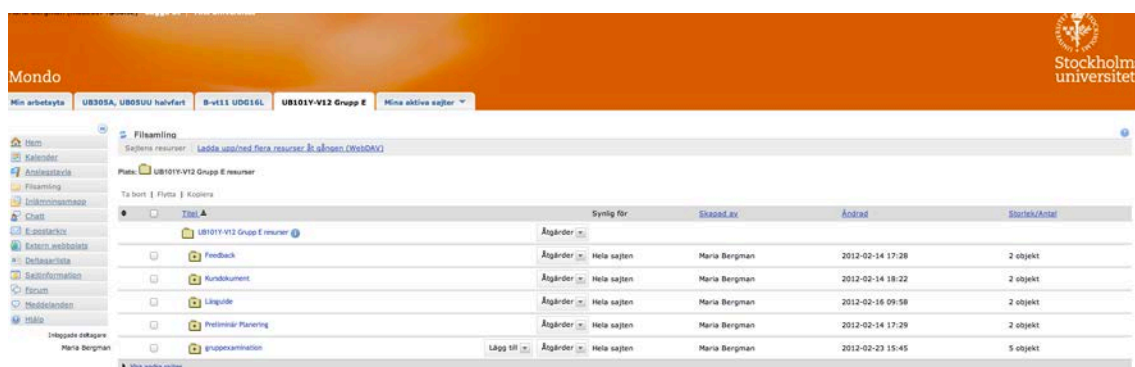 Mondo
Stockholm
universitet
Min arbetsyta
UB305A, UB05UU halvfart
B-vt11 UDG16L
UB101Y-V12 Grupp E
Mina aktiva sajter
Hem
Kalender
Anslagstavla
Filsamling
Inlämningsmapp
Chatt
E-postarkiv
Extern webbplats
Deltagarlista
Sajtinformation
Forum
Meddelanden
Hjälp
Inloggade deltagare
Maria Bergman
Filsamling
Sajtens resurser Ladda upp/ned flera resurser åt gången (WebDAV)
Plats: UB101Y-V12 Grupp E resurser
Ta bort | Flytta | Kopiera
Titel Synlig för Skapad av Ändrad Storlek/Antal
UB101Y-V12 Grupp E resurser Åtgärder
Feedback Åtgärder Hela sajten Maria Bergman 2012-02-14 17:28 2 objekt
Kursdokument Åtgärder Hela sajten Maria Bergman 2012-02-14 18:22 2 objekt
Läsguide Åtgärder Hela sajten Maria Bergman 2012-02-16 09:58 2 objekt
Preliminär Planering Åtgärder Hela sajten Maria Bergman 2012-02-14 17:29 2 objekt
gruppexamination Lägg till Åtgärder Hela sajten Maria Bergman 2012-02-23 15:45 5 objekt